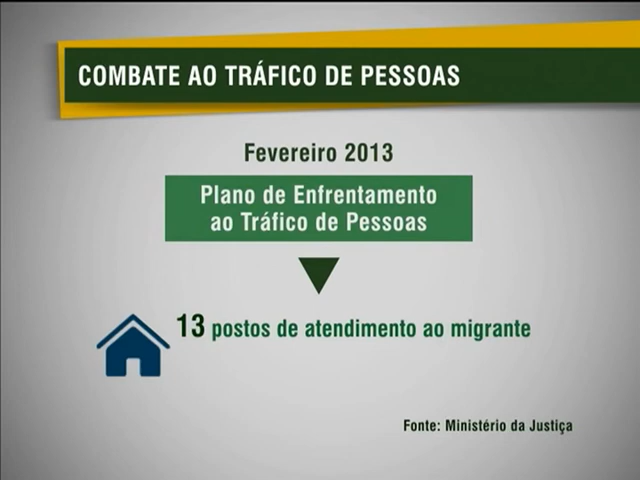 COMBATE AO TRÁFICO DE PESSOAS
Fevereiro 2013
Plano de Enfrentamento
ao Tráfico de Pessoas
13 postos de atendimento ao migrante
Fonte: Ministério da Justiça